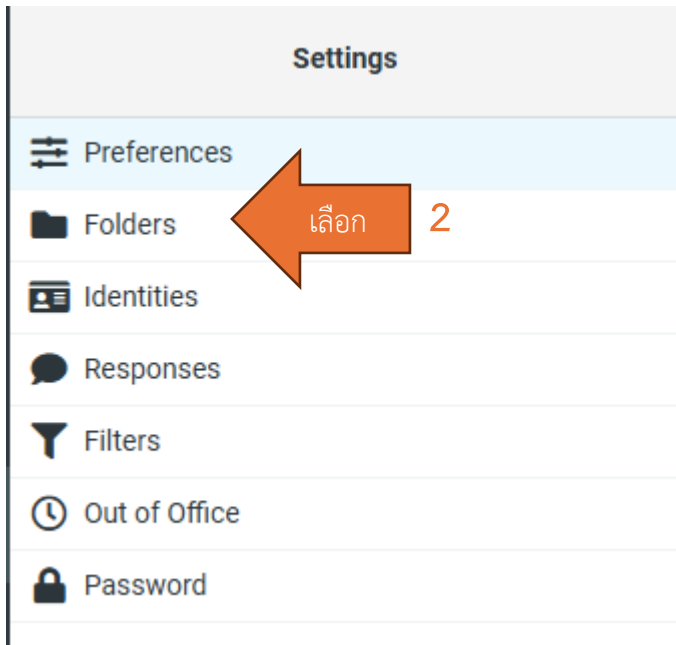 Settings
Preferences
Folders เลือก 2
Identities
Responses
Filters
Out of Office
Password